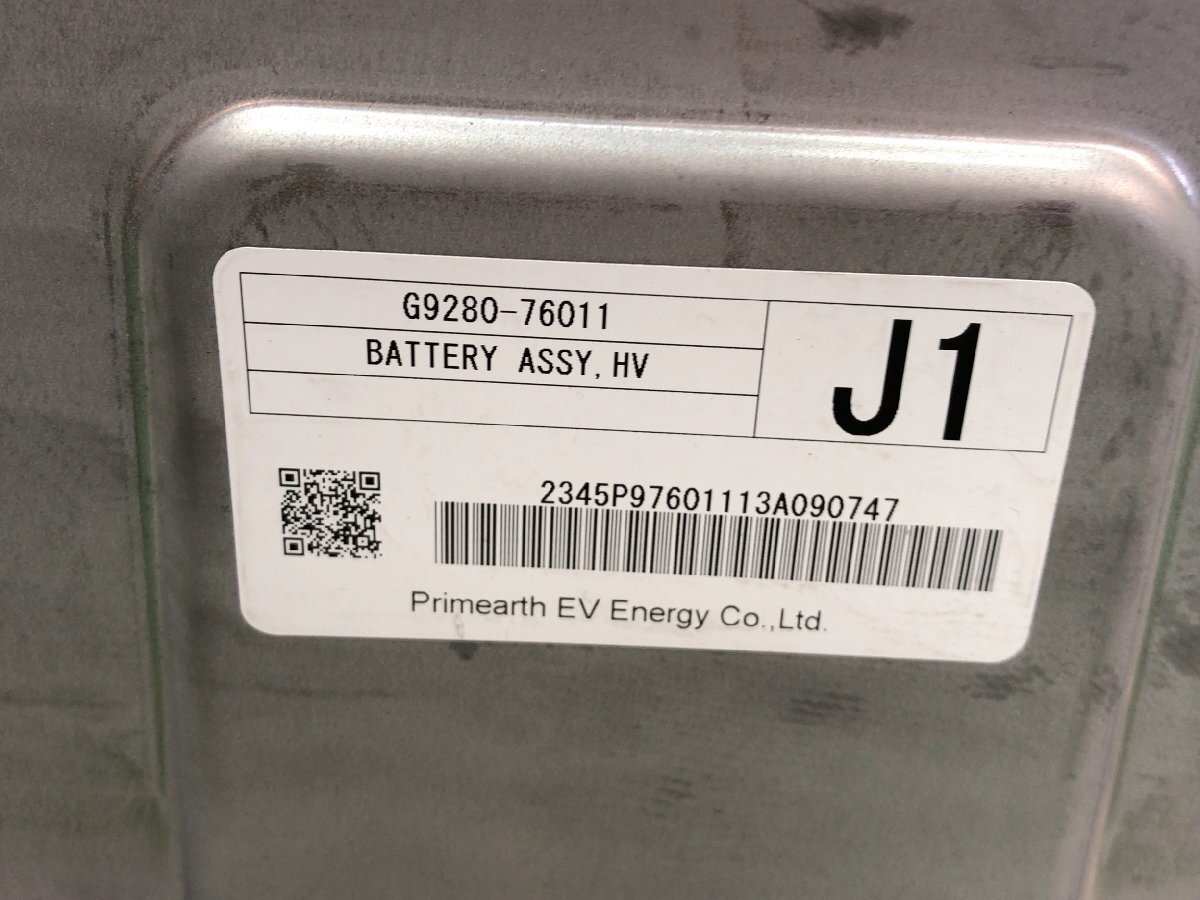 G9280-76011
BATTERY ASSY,HV
J1
2345P97601113A090747
Primearth EV Energy Co.,Ltd.